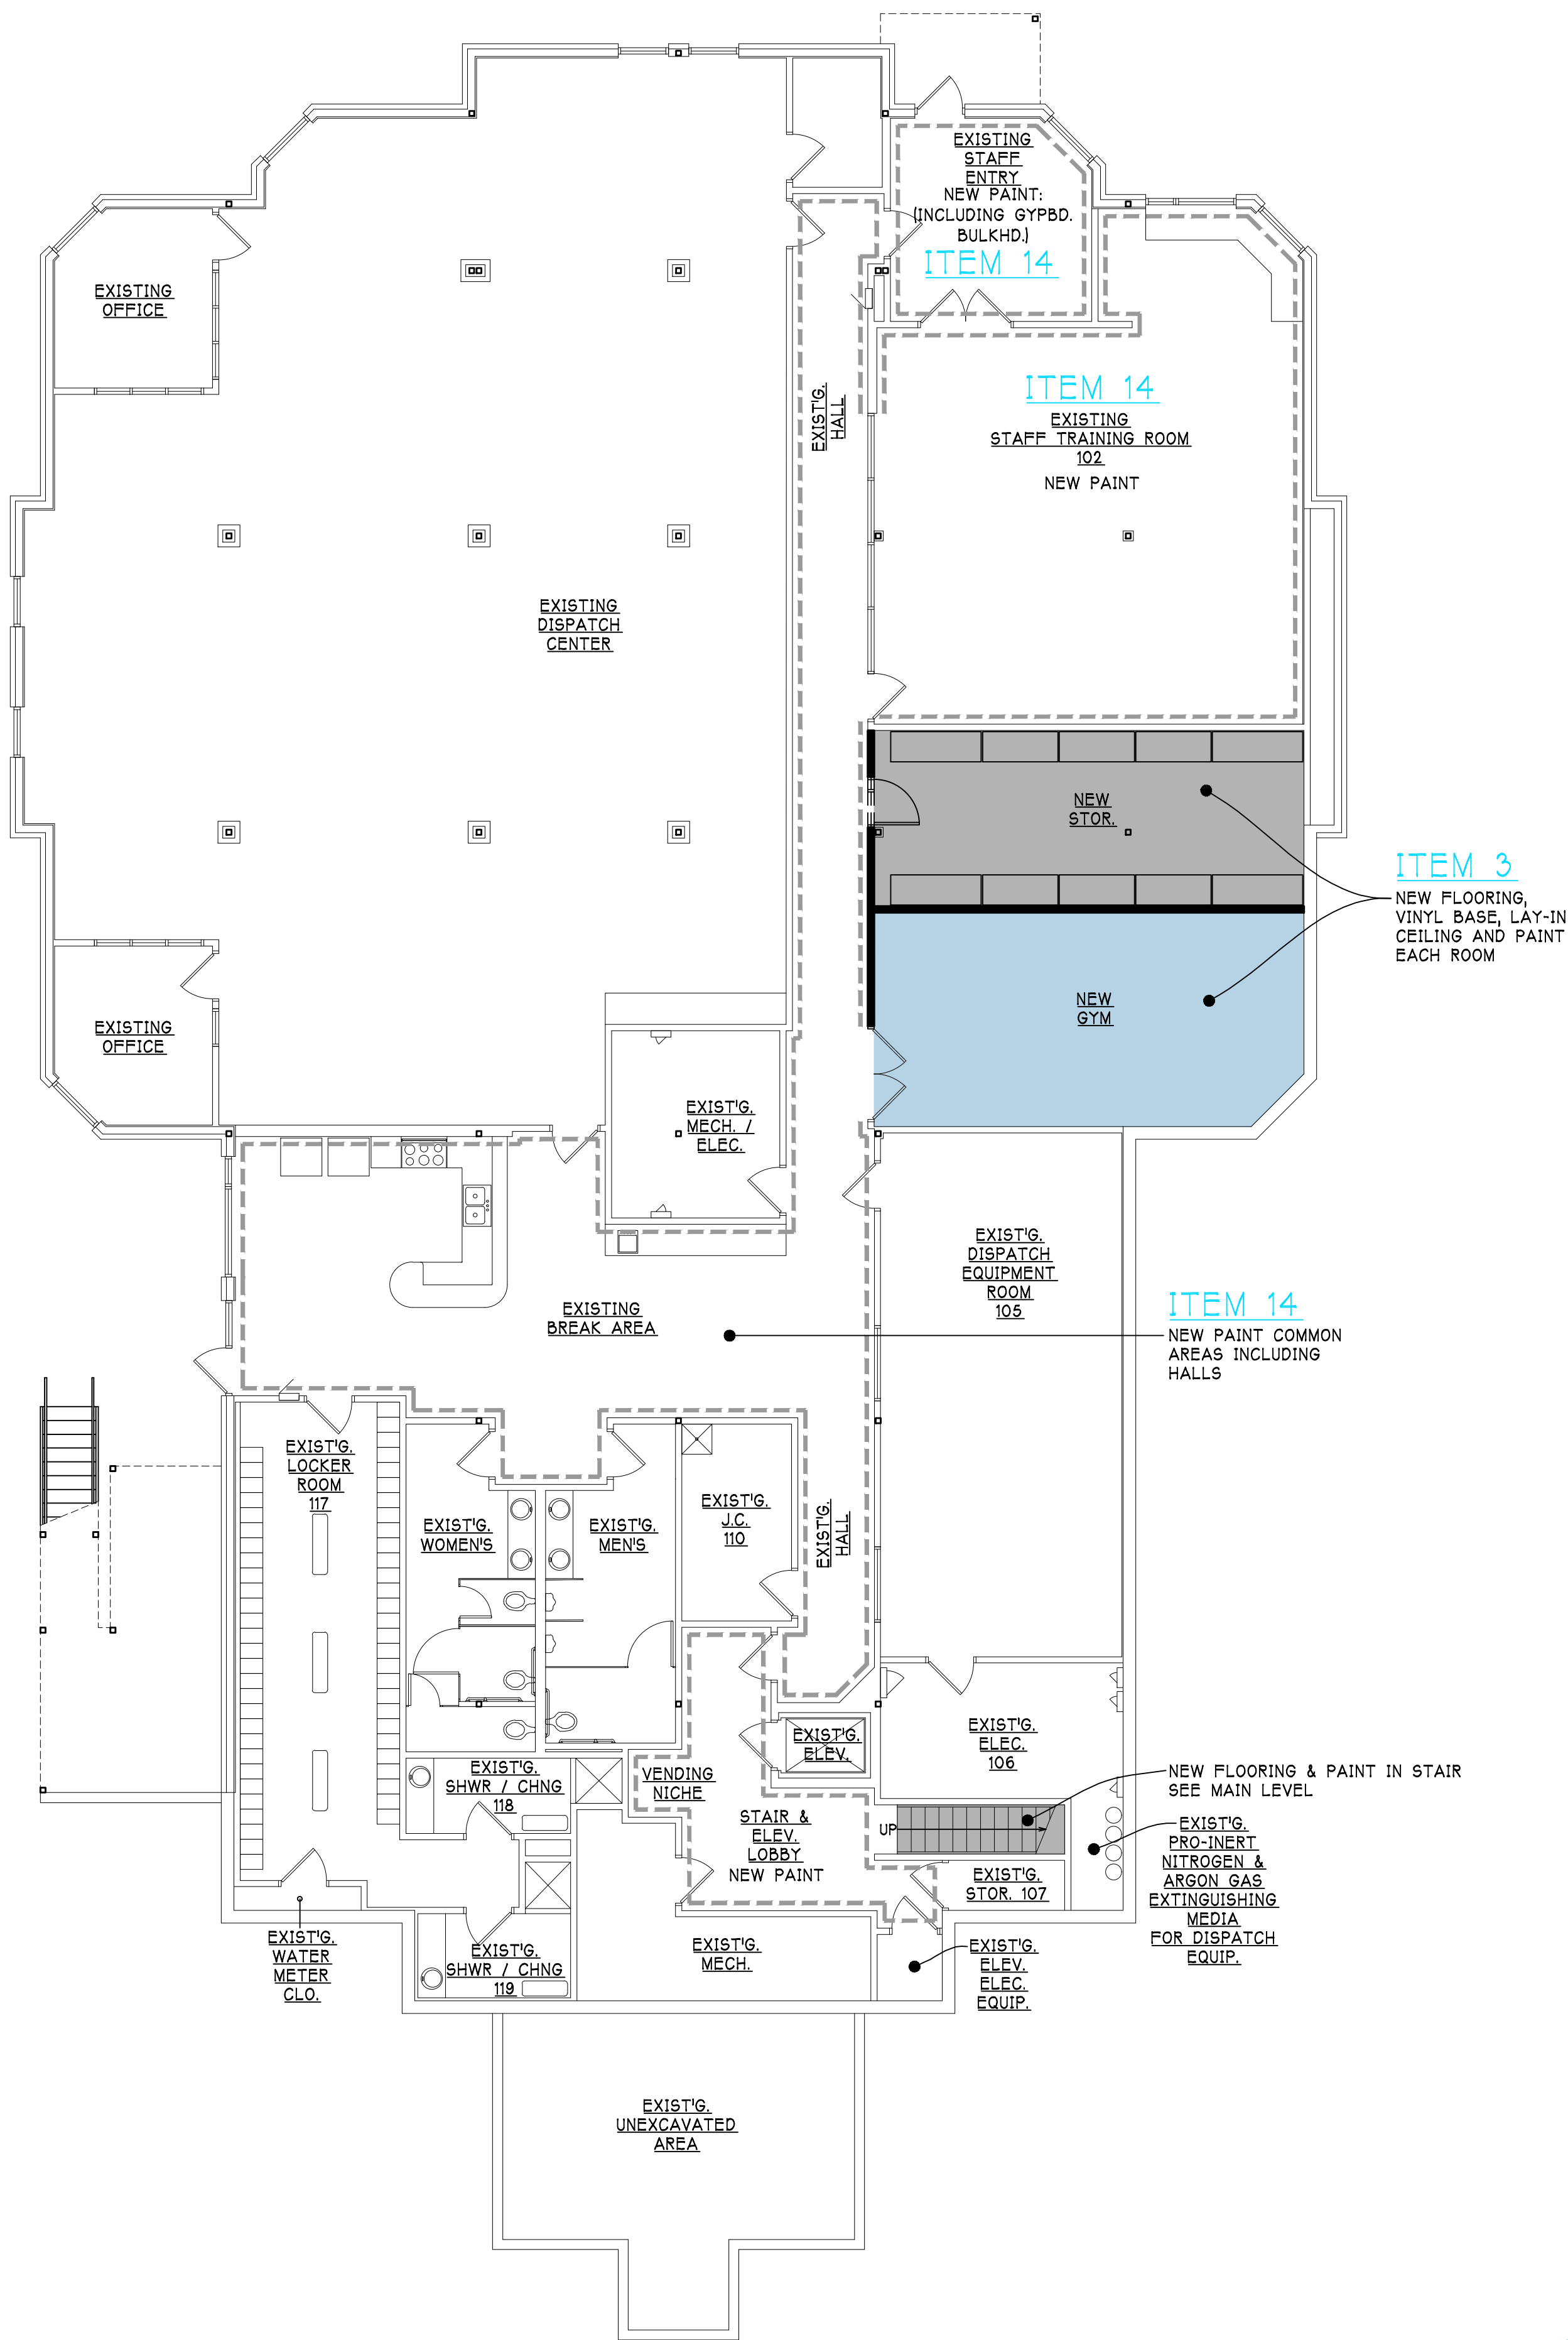 EXISTING
STAFF
ENTRY
NEW PAINT:
(INCLUDING GYPBD.
BULKHD.)
ITEM 14
EXISTING
OFFICE
EXIST'G.
HALL
ITEM 14
EXISTING
STAFF TRAINING ROOM
102
NEW PAINT
EXISTING
DISPATCH
CENTER
NEW
STOR.
ITEM 3
NEW FLOORING,
VINYL BASE, LAY-IN
CEILING AND PAINT
EACH ROOM
NEW
GYM
EXISTING
OFFICE
EXIST'G.
MECH. /
ELEC.
EXIST'G.
DISPATCH
EQUIPMENT
ROOM
105
EXISTING
BREAK AREA
ITEM 14
NEW PAINT COMMON
AREAS INCLUDING
HALLS
EXIST'G.
LOCKER
ROOM
117
EXIST'G.
WOMEN'S
EXIST'G.
MEN'S
EXIST'G.
J.C.
110
EXIST'G.
HALL
EXIST'G.
ELEV.
EXIST'G.
ELEC.
106
EXIST'G.
SHWR / CHNG
118
VENDING
NICHE
STAIR &
ELEV.
LOBBY
NEW PAINT
UP
NEW FLOORING & PAINT IN STAIR
SEE MAIN LEVEL
EXIST'G.
PRO-INERT
NITROGEN &
ARGON GAS
EXTINGUISHING
MEDIA
FOR DISPATCH
EQUIP.
EXIST'G.
STOR. 107
EXIST'G.
WATER
METER
CLO.
EXIST'G.
SHWR / CHNG
119
EXIST'G.
MECH.
EXIST'G.
ELEV.
ELEC.
EQUIP.
EXIST'G.
UNEXCAVATED
AREA